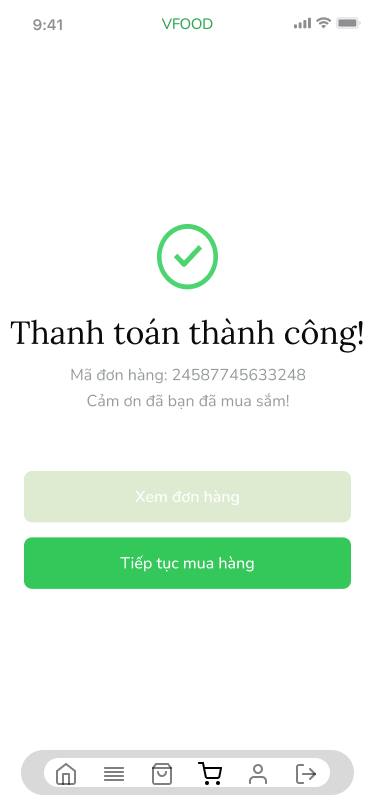 9:41
VFOOD
Thanh toán thành công!
Mã đơn hàng: 24587745633248
Cảm ơn đã bạn đã mua sắm!
Xem đơn hàng
Tiếp tục mua hàng